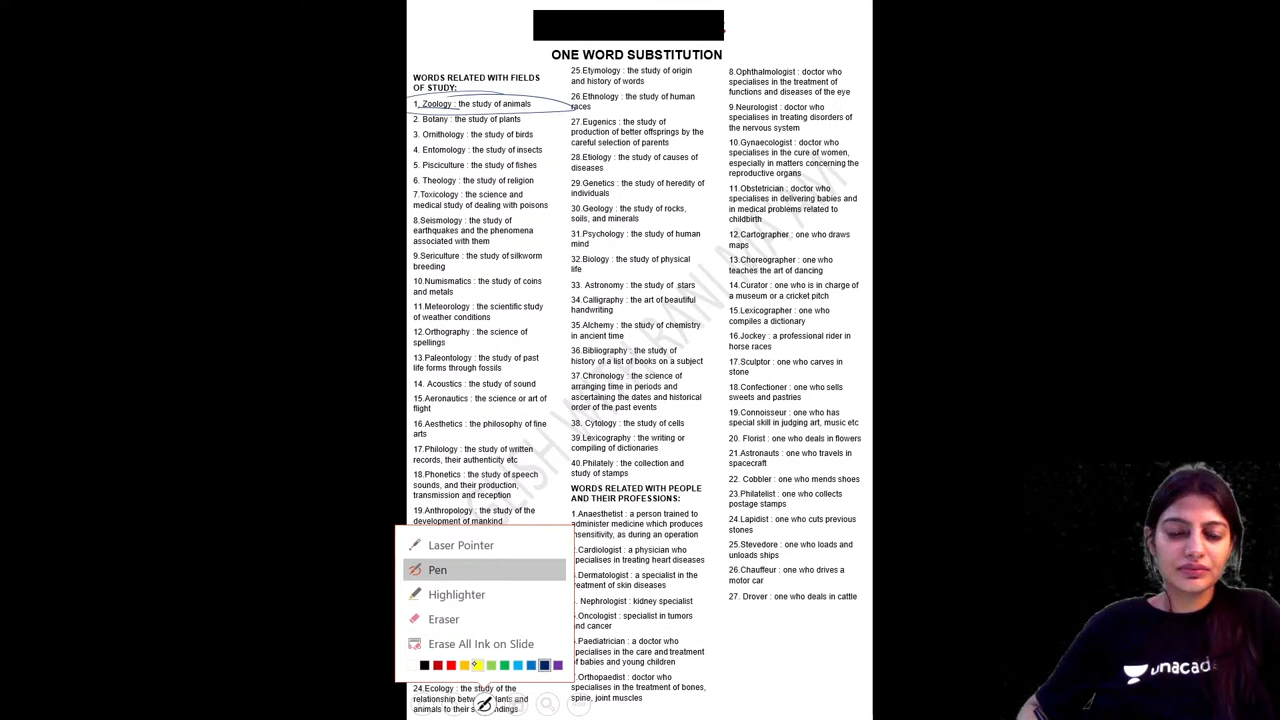 ONE WORD SUBSTITUTION
WORDS RELATED WITH FIELDS
OF STUDY:
1. Zoology : the study of animals
2. Botany : the study of plants
3. Ornithology : the study of birds
4. Entomology : the study of insects
5. Pisciculture : the study of fishes
6. Theology : the study of religion
7.Toxicology : the science and
medical study of dealing with poisons
8.Seismology : the study of
earthquakes and the phenomena
associated with them
9.Sericulture : the study of silkworm
breeding
10.Numismatics : the study of coins
and metals
11.Meteorology : the scientific study
of weather conditions
12.Orthography : the science of
spellings
13.Paleontology : the study of past
life forms through fossils
14. Acoustics : the study of sound
15.Aeronautics : the science or art of
flight
16.Aesthetics : the philosophy of fine
arts
17.Philology : the study of written
records, their authenticity etc
18.Phonetics : the study of speech
sounds, and their production,
transmission and reception
19.Anthropology : the study of the
development of mankind
Laser Pointer
Pen
Highlighter
Eraser
Erase All Ink on Slide
24.Ecology : the study of the
relationship between plants and
animals to their surroundings
25.Etymology : the study of origin
and history of words
26.Ethnology : the study of human
races
27.Eugenics : the study of
production of better offsprings by the
careful selection of parents
28.Etiology : the study of causes of
diseases
29.Genetics : the study of heredity of
individuals
30.Geology : the study of rocks,
soils, and minerals
31.Psychology : the study of human
mind
32.Biology : the study of physical
life
33. Astronomy : the study of stars
34.Calligraphy : the art of beautiful
handwriting
35.Alchemy : the study of chemistry
in ancient time
36.Bibliography : the study of
history of a list of books on a subject
37.Chronology : the science of
arranging time in periods and
ascertaining the dates and historical
order of the past events
38. Cytology : the study of cells
39.Lexicography : the writing or
compiling of dictionaries
40.Philately : the collection and
study of stamps
WORDS RELATED WITH PEOPLE
AND THEIR PROFESSIONS:
1.Anaesthetist : a person trained to
administer medicine which produces
insensitivity, as during an operation
.Cardiologist : a physician who
specialises in treating heart diseases
.Dermatologist : a specialist in the
treatment of skin diseases
. Nephrologist : kidney specialist
.Oncologist : specialist in tumors
and cancer
.Paediatrician : a doctor who
specialises in the care and treatment
of babies and young children
.Orthopaedist : doctor who
specialises in the treatment of bones,
spine, joint muscles
8.Ophthalmologist : doctor who
specialises in the treatment of
functions and diseases of the eye
9.Neurologist : doctor who
specialises in treating disorders of
the nervous system
10.Gynaecologist : doctor who
specialises in the cure of women,
especially in matters concerning the
reproductive organs
11.Obstetrician : doctor who
specialises in delivering babies and
in medical problems related to
childbirth
12.Cartographer : one who draws
maps
13.Choreographer : one who
teaches the art of dancing
14.Curator : one who is in charge of
a museum or a cricket pitch
15.Lexicographer : one who
compiles a dictionary
16.Jockey : a professional rider in
horse races
17.Sculptor : one who carves in
stone
18.Confectioner : one who sells
sweets and pastries
19.Connoisseur : one who has
special skill in judging art, music etc
20. Florist : one who deals in flowers
21.Astronauts : one who travels in
spacecraft
22. Cobbler : one who mends shoes
23.Philatelist : one who collects
postage stamps
24.Lapidist : one who cuts previous
stones
25.Stevedore : one who loads and
unloads ships
26.Chauffeur : one who drives a
motor car
27. Drover : one who deals in cattle
unacade